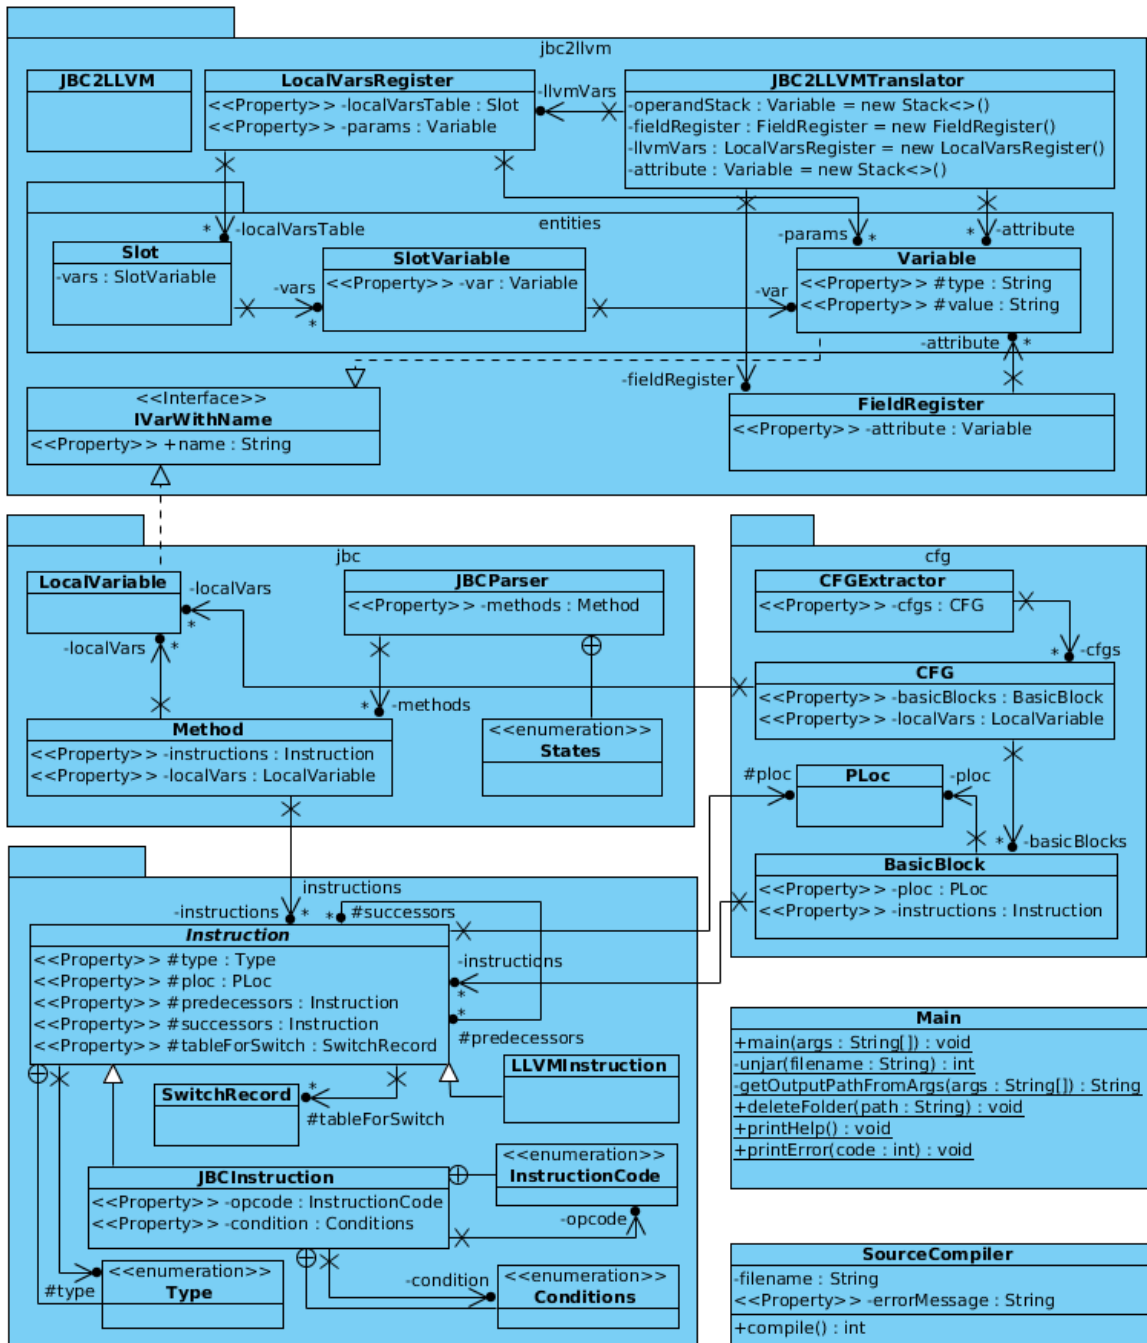 jbc2llvm
JBC2LLVM
LocalVarsRegister
<<Property>> -localVarsTable : Slot
<<Property>> -params : Variable
-llvmVars
JBC2LLVMTranslator
-operandStack : Variable = new Stack<>()
-fieldRegister : FieldRegister = new FieldRegister()
-llvmVars : LocalVarsRegister = new LocalVarsRegister()
-attribute : Variable = new Stack<>()
entities
* -localVarsTable
-params *
* -attribute
Slot
-vars : SlotVariable
-vars
*
SlotVariable
<<Property>> -var : Variable
-var
Variable
<<Property>> #type : String
<<Property>> #value : String
-attribute *
-fieldRegister
<<Interface>>
IVarWithName
<<Property>> +name : String
FieldRegister
<<Property>> -attribute : Variable
jbc
LocalVariable
-localVars
*
-localVars *
JBCParser
<<Property>> -methods : Method
* -methods
Method
<<Property>> -instructions : Instruction
<<Property>> -localVars : LocalVariable
<<enumeration>>
States
cfg
CFGExtractor
<<Property>> -cfgs : CFG
* -cfgs
CFG
<<Property>> -basicBlocks : BasicBlock
<<Property>> -localVars : LocalVariable
#ploc
PLoc
-ploc
* -basicBlocks
BasicBlock
<<Property>> -ploc : PLoc
<<Property>> -instructions : Instruction
instructions
-instructions *
* #successors
Instruction
<<Property>> #type : Type
<<Property>> #ploc : PLoc
<<Property>> #predecessors : Instruction
<<Property>> #successors : Instruction
<<Property>> #tableForSwitch : SwitchRecord
-instructions
*
*
#predecessors
SwitchRecord
*
#tableForSwitch
LLVMInstruction
JBCInstruction
<<Property>> -opcode : InstructionCode
<<Property>> -condition : Conditions
<<enumeration>>
InstructionCode
-opcode
#type
<<enumeration>>
Type
-condition
<<enumeration>>
Conditions
Main
+main(args : String[]) : void
-unjar(filename : String) : int
-getOutputPathFromArgs(args : String[]) : String
+deleteFolder(path : String) : void
+printHelp() : void
+printError(code : int) : void
SourceCompiler
-filename : String
<<Property>> -errorMessage : String
+compile() : int